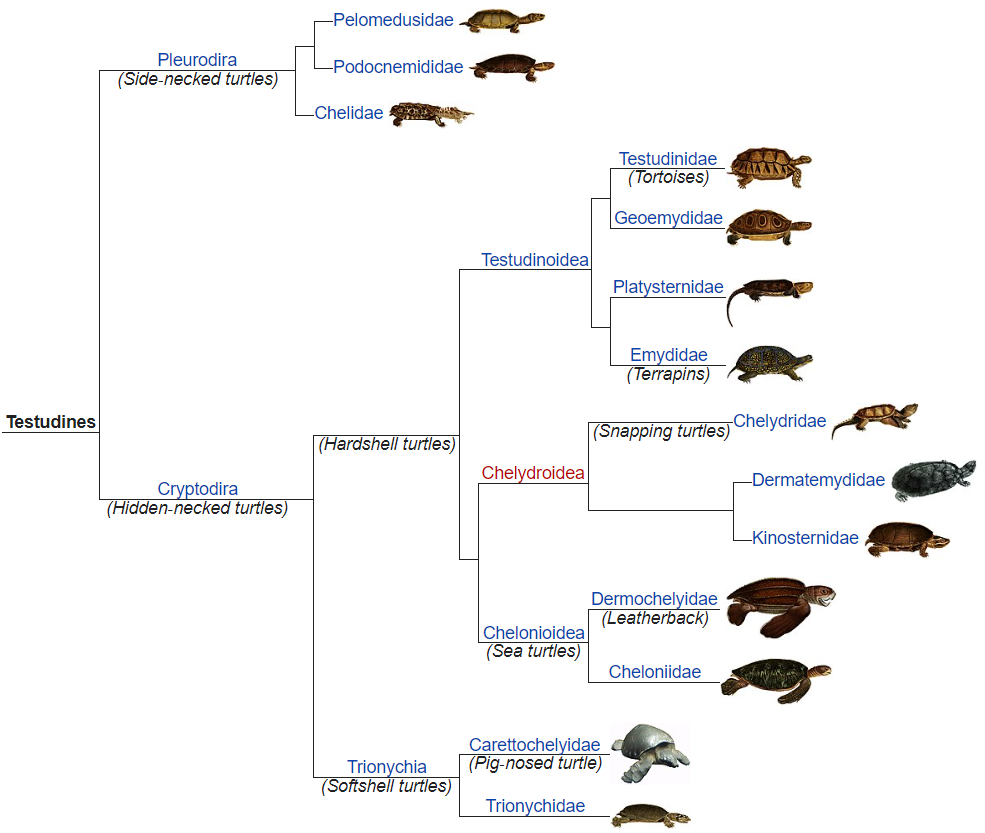 Pelomedusidae
Pleurodira
(Side-necked turtles)
Podocnemididae
Chelidae
Testudinidae
(Tortoises)
Geoemydidae
Testudinoidea
Platysternidae
Emydidae
(Terrapins)
Testudines
(Hardshell turtles)
Chelydridae
(Snapping turtles)
Chelydroidea
Dermatemydidae
Kinosternidae
Cryptodira
(Hidden-necked turtles)
Dermochelyidae
(Leatherback)
Chelonioidea
(Sea turtles)
Cheloniidae
Carettochelyidae
(Pig-nosed turtle)
Trionychia
(Softshell turtles)
Trionychidae